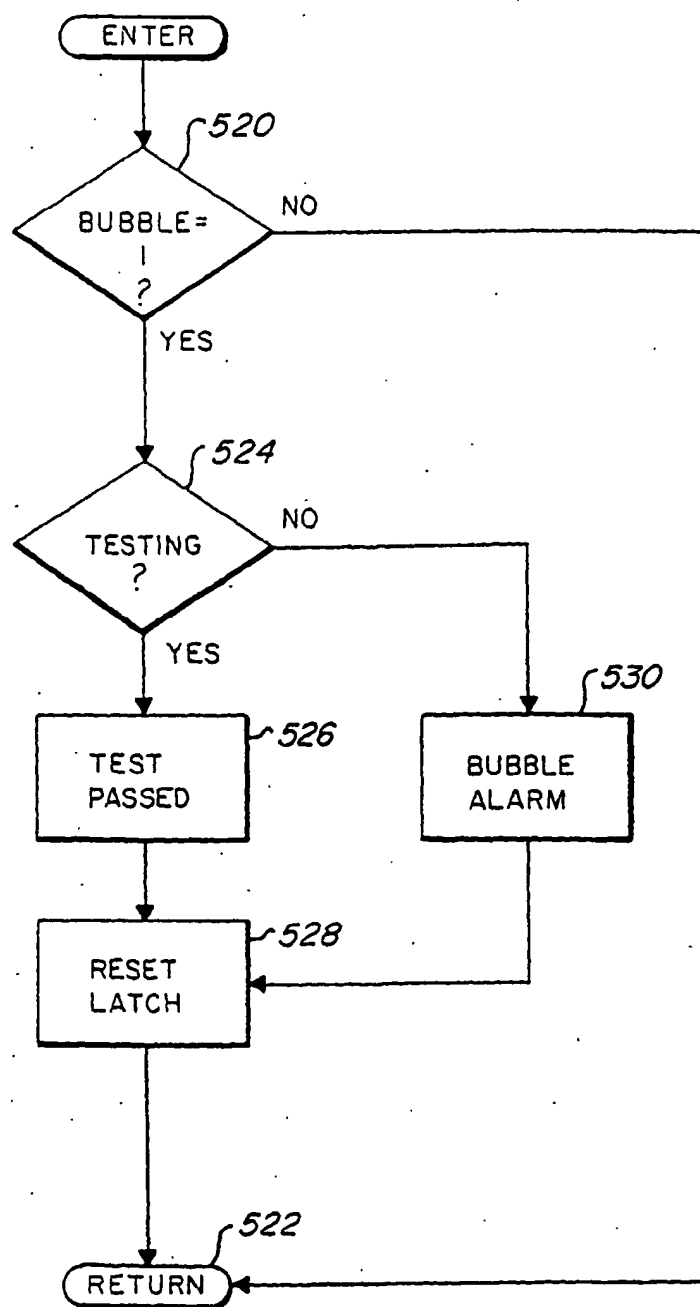 ENTER
520
BUBBLE=
1
?
NO
YES
524
TESTING
?
NO
YES
526
TEST
PASSED
530
BUBBLE
ALARM
528
RESET
LATCH
522
RETURN